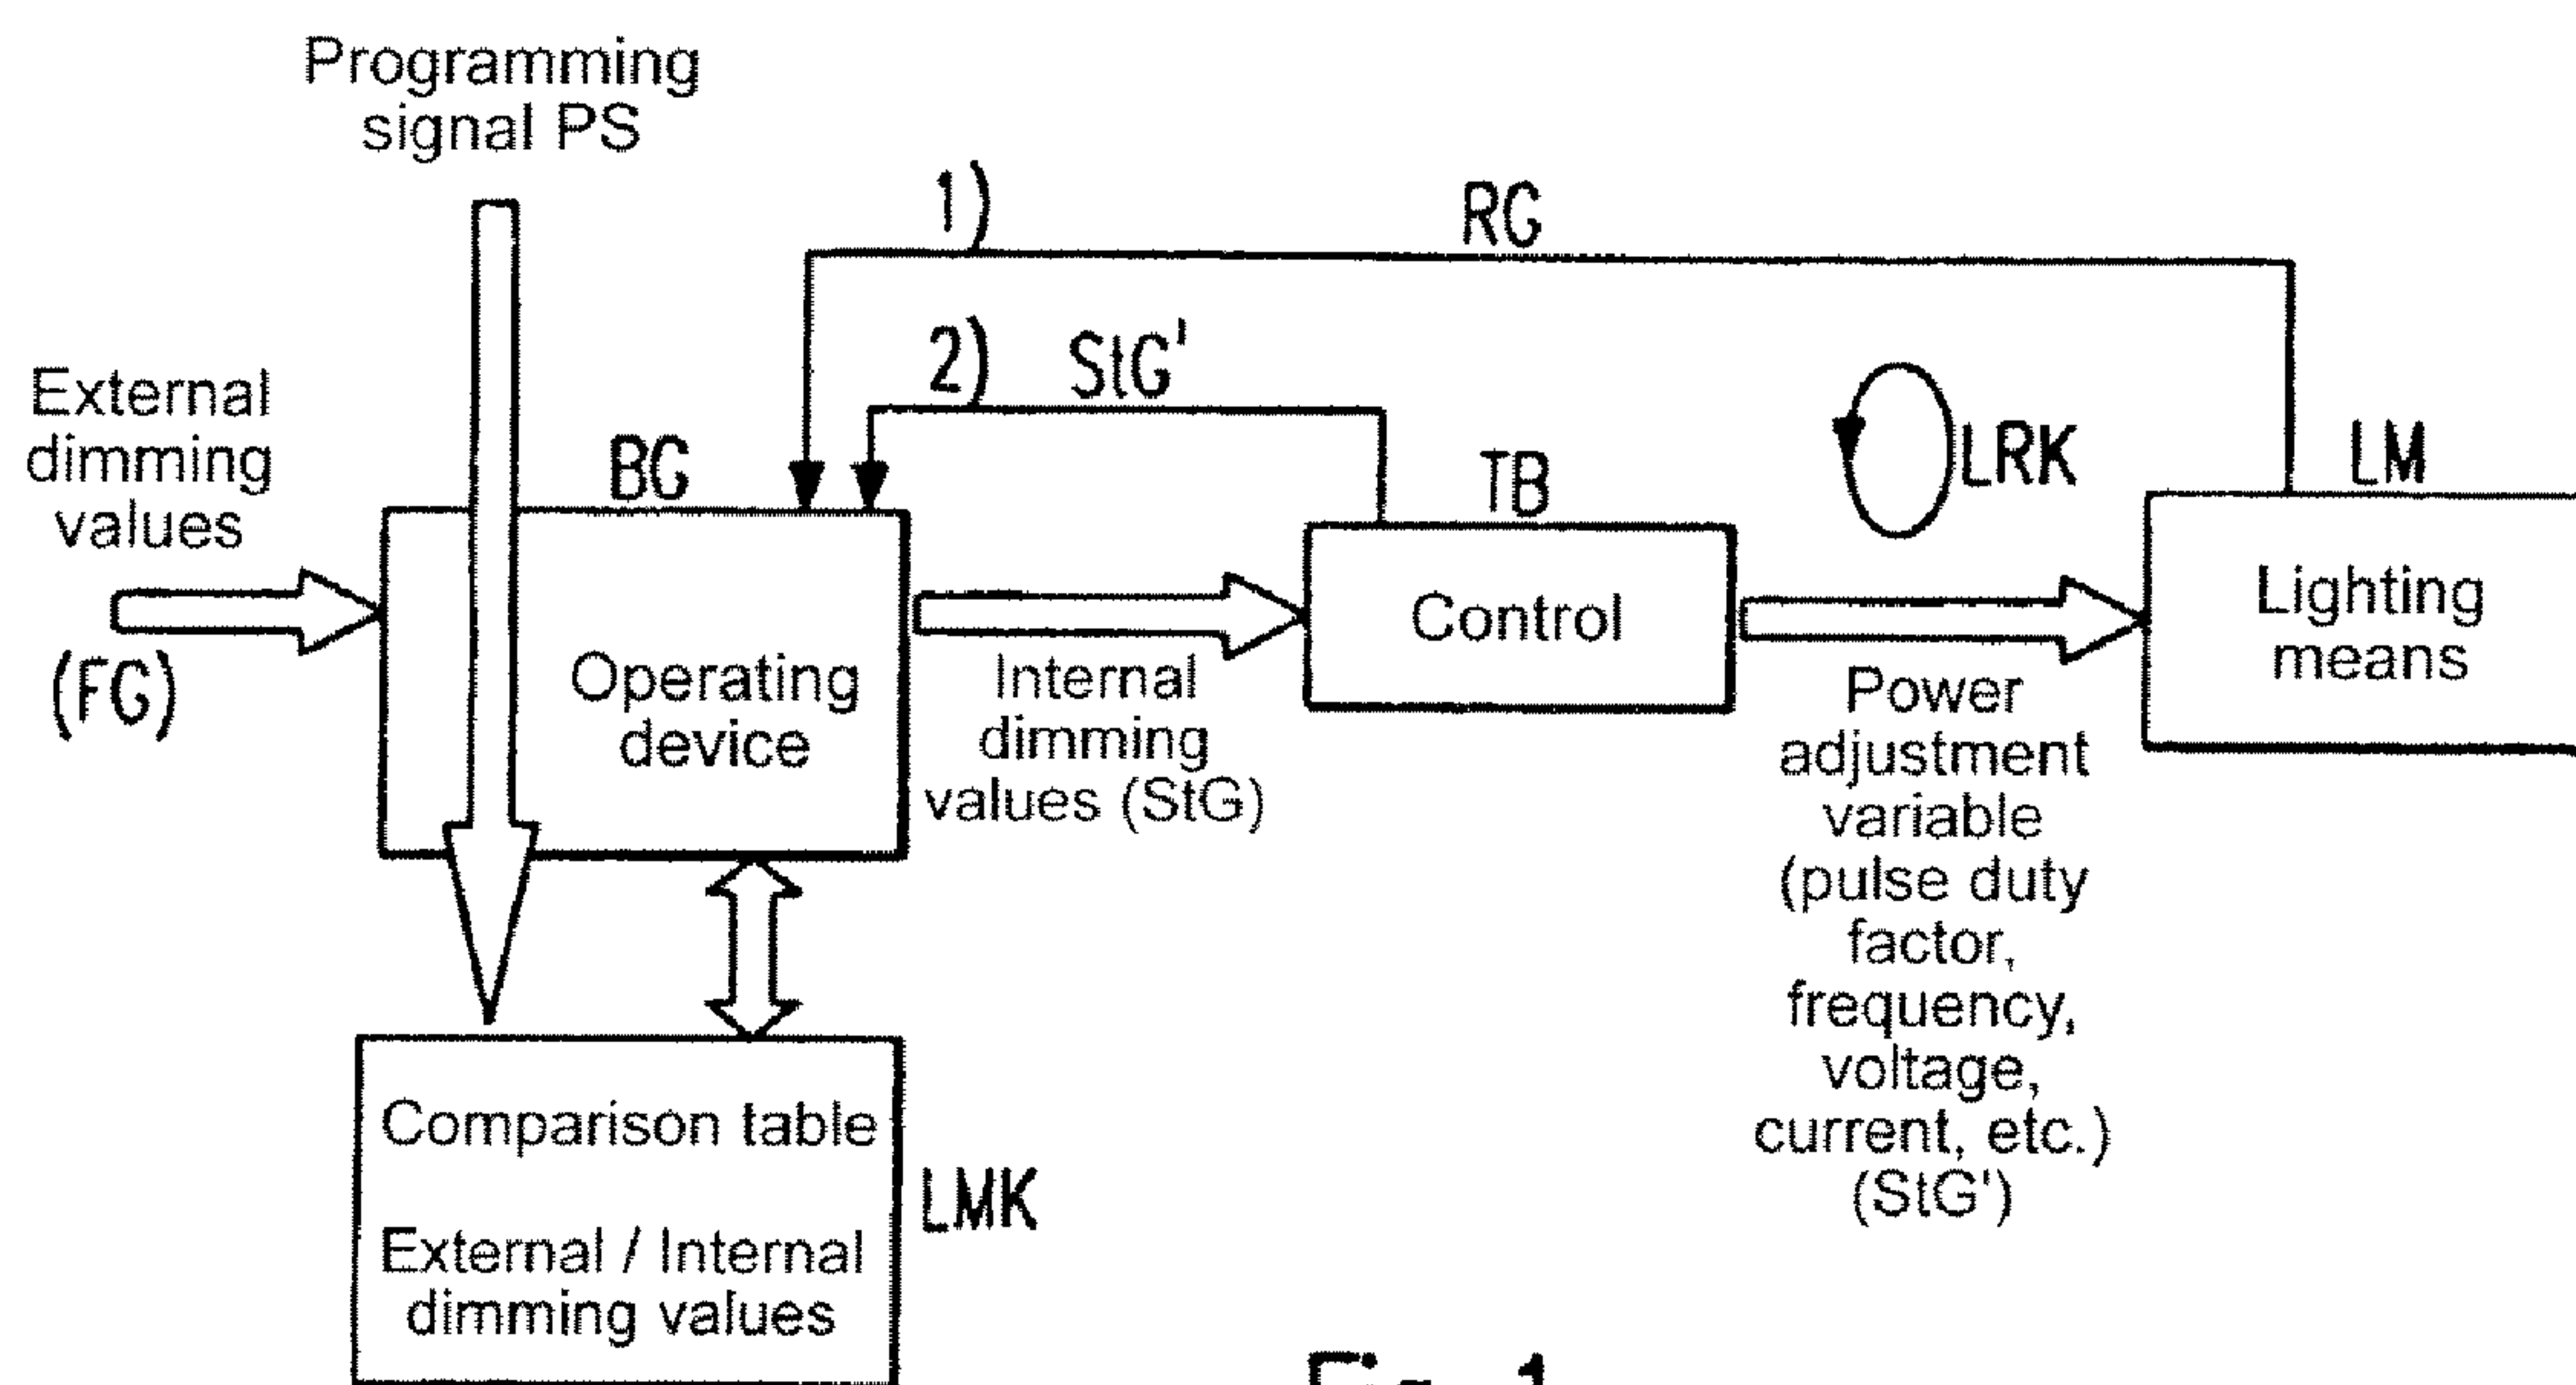 Programming
signal PS
1)
RG
2)
StG'
External
dimming
values
(FG)
BG
TB
LRK
LM
Operating
device
Internal
dimming
values (StG)
Control
Lighting
means
Power
adjustment
variable
(pulse duty
factor,
frequency,
voltage,
current, etc.)
(StG')
Comparison table
External / Internal
dimming values
LMK